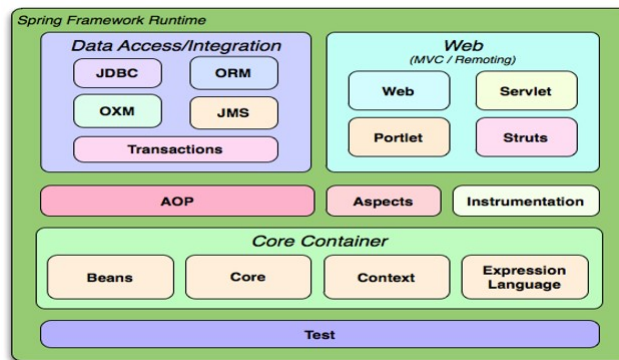 Spring Framework Runtime
Data Access/Integration
JDBC
ORM
OXM
JMS
Transactions
Web
(MVC / Remoting)
Web
Servlet
Portlet
Struts
AOP
Aspects
Instrumentation
Core Container
Beans
Core
Context
Expression
Language
Test